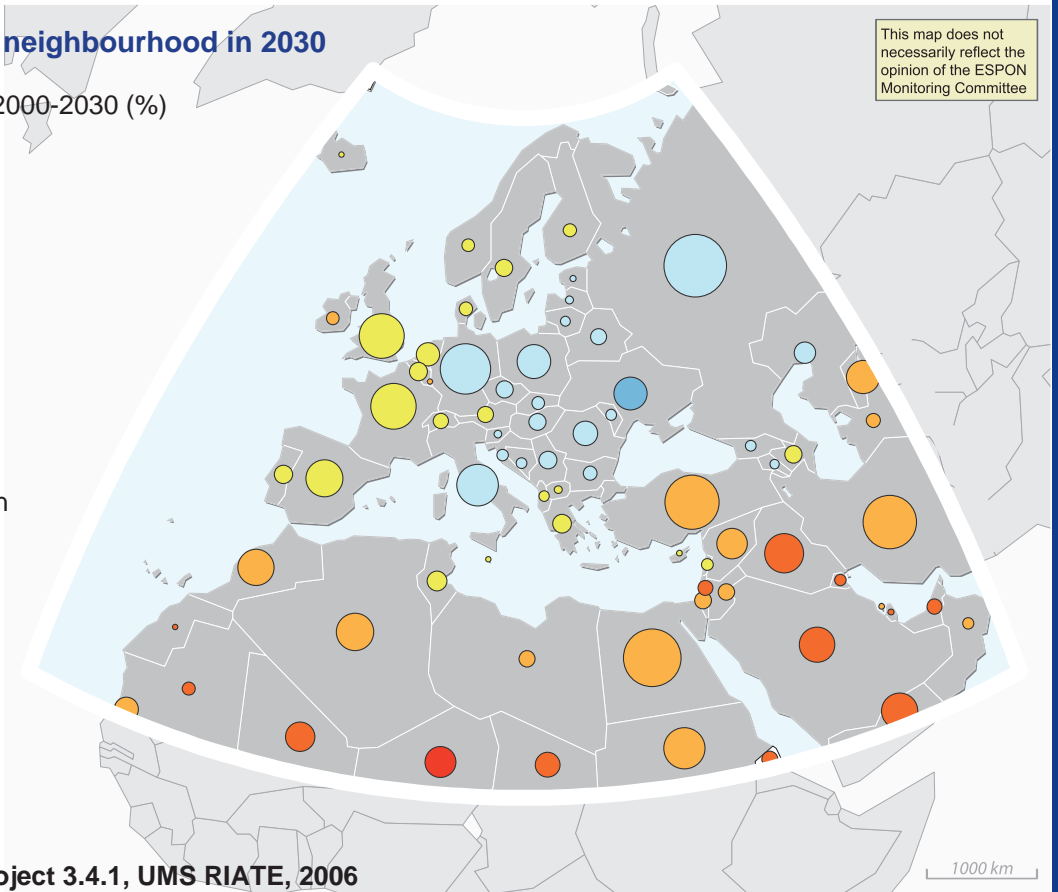 neighbourhood in 2030
This map does not
necessarily reflect the
opinion of the ESPON
Monitoring Committee
2000-2030 (%)
n
oject 3.4.1, UMS RIATE, 2006
1000 km